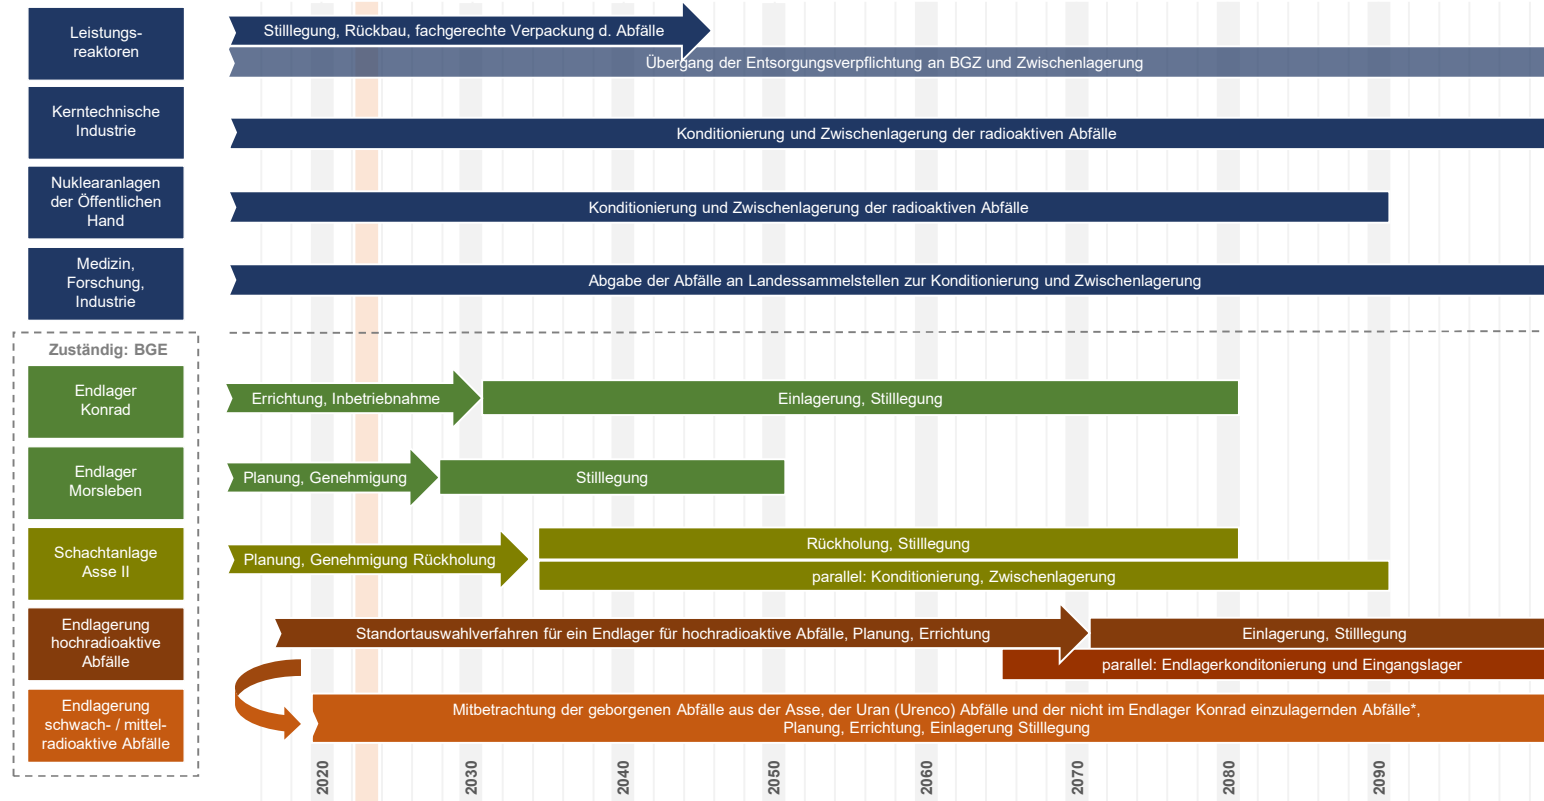 Leistungs-
reaktoren
Stilllegung, Rückbau, fachgerechte Verpackung d. Abfälle
Übergang der Entsorgungsverpflichtung an BGZ und Zwischenlagerung
Kerntechnische
Industrie
Konditionierung und Zwischenlagerung der radioaktiven Abfälle
Nuklearanlagen
der Öffentlichen
Hand
Konditionierung und Zwischenlagerung der radioaktiven Abfälle
Medizin,
Forschung,
Industrie
Abgabe der Abfälle an Landessammelstellen zur Konditionierung und Zwischenlagerung
Zuständig: BGE
Endlager
Konrad
Errichtung, Inbetriebnahme
Einlagerung, Stilllegung
Endlager
Morsleben
Planung, Genehmigung
Stilllegung
Schachtanlage
Asse II
Planung, Genehmigung Rückholung
Rückholung, Stilllegung
parallel: Konditionierung, Zwischenlagerung
Endlagerung
hochradioaktive
Abfälle
Standortauswahlverfahren für ein Endlager für hochradioaktive Abfälle, Planung, Errichtung
Einlagerung, Stilllegung
parallel: Endlagerkonditonierung und Eingangslager
Endlagerung
schwach- / mittel-
radioaktive Abfälle
Mitbetrachtung der geborgenen Abfälle aus der Asse, der Uran (Urenco) Abfälle und der nicht im Endlager Konrad einzulagernden Abfälle*,
Planung, Errichtung, Einlagerung Stilllegung
2020
2030
2040
2050
2060
2070
2080
2090